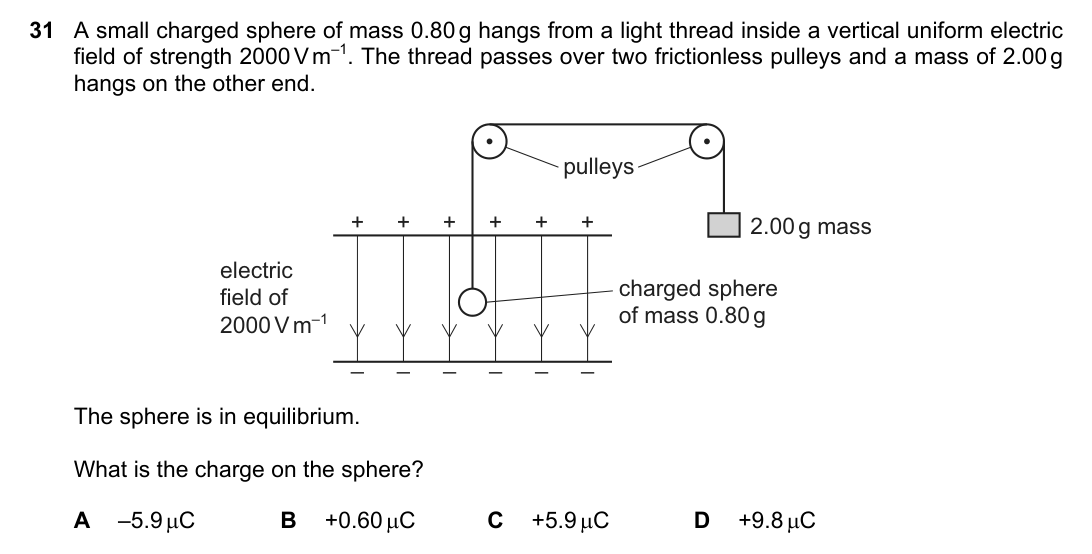 31 A small charged sphere of mass 0.80 g hangs from a light thread inside a vertical uniform electric
field of strength 2000 V m⁻¹. The thread passes over two frictionless pulleys and a mass of 2.00 g
hangs on the other end.
pulleys
+ + + + + +
2.00 g mass
electric
field of
2000 V m⁻¹
charged sphere
of mass 0.80 g
– – – – – –
The sphere is in equilibrium.
What is the charge on the sphere?
A –5.9 μC B +0.60 μC C +5.9 μC D +9.8 μC